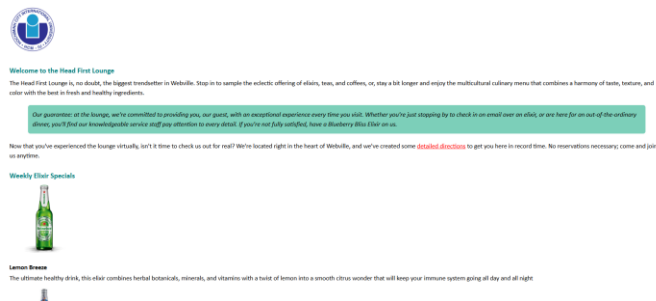 Welcome to the Head First Lounge
The Head First Lounge is, no doubt, the biggest trendsetter in Webville. Stop in to sample the eclectic offering of elixirs, teas, and coffees, or, stay a bit longer and enjoy the multicultural culinary menu that combines a harmony of taste, texture, and
color with the best in fresh and healthy ingredients.
Our guarantee: at the lounge, we're committed to providing you, our guest, with an exceptional experience every time you visit. Whether you're just stopping by to check in on email over an elixir, or are here for an out-of-the-ordinary
dinner, you'll find our knowledgeable service staff pay attention to every detail. If you're not fully satisfied, have a Blueberry Bliss Elixir on us.
Now that you've experienced the lounge virtually, isn't it time to check us out for real? We're located right in the heart of Webville, and we've created some detailed directions to get you here in record time. No reservations necessary; come and join
us anytime.
Weekly Elixir Specials
Lemon Breeze
The ultimate healthy drink, this elixir combines herbal botanicals, minerals, and vitamins with a twist of lemon into a smooth citrus wonder that will keep your immune system going all day and all night